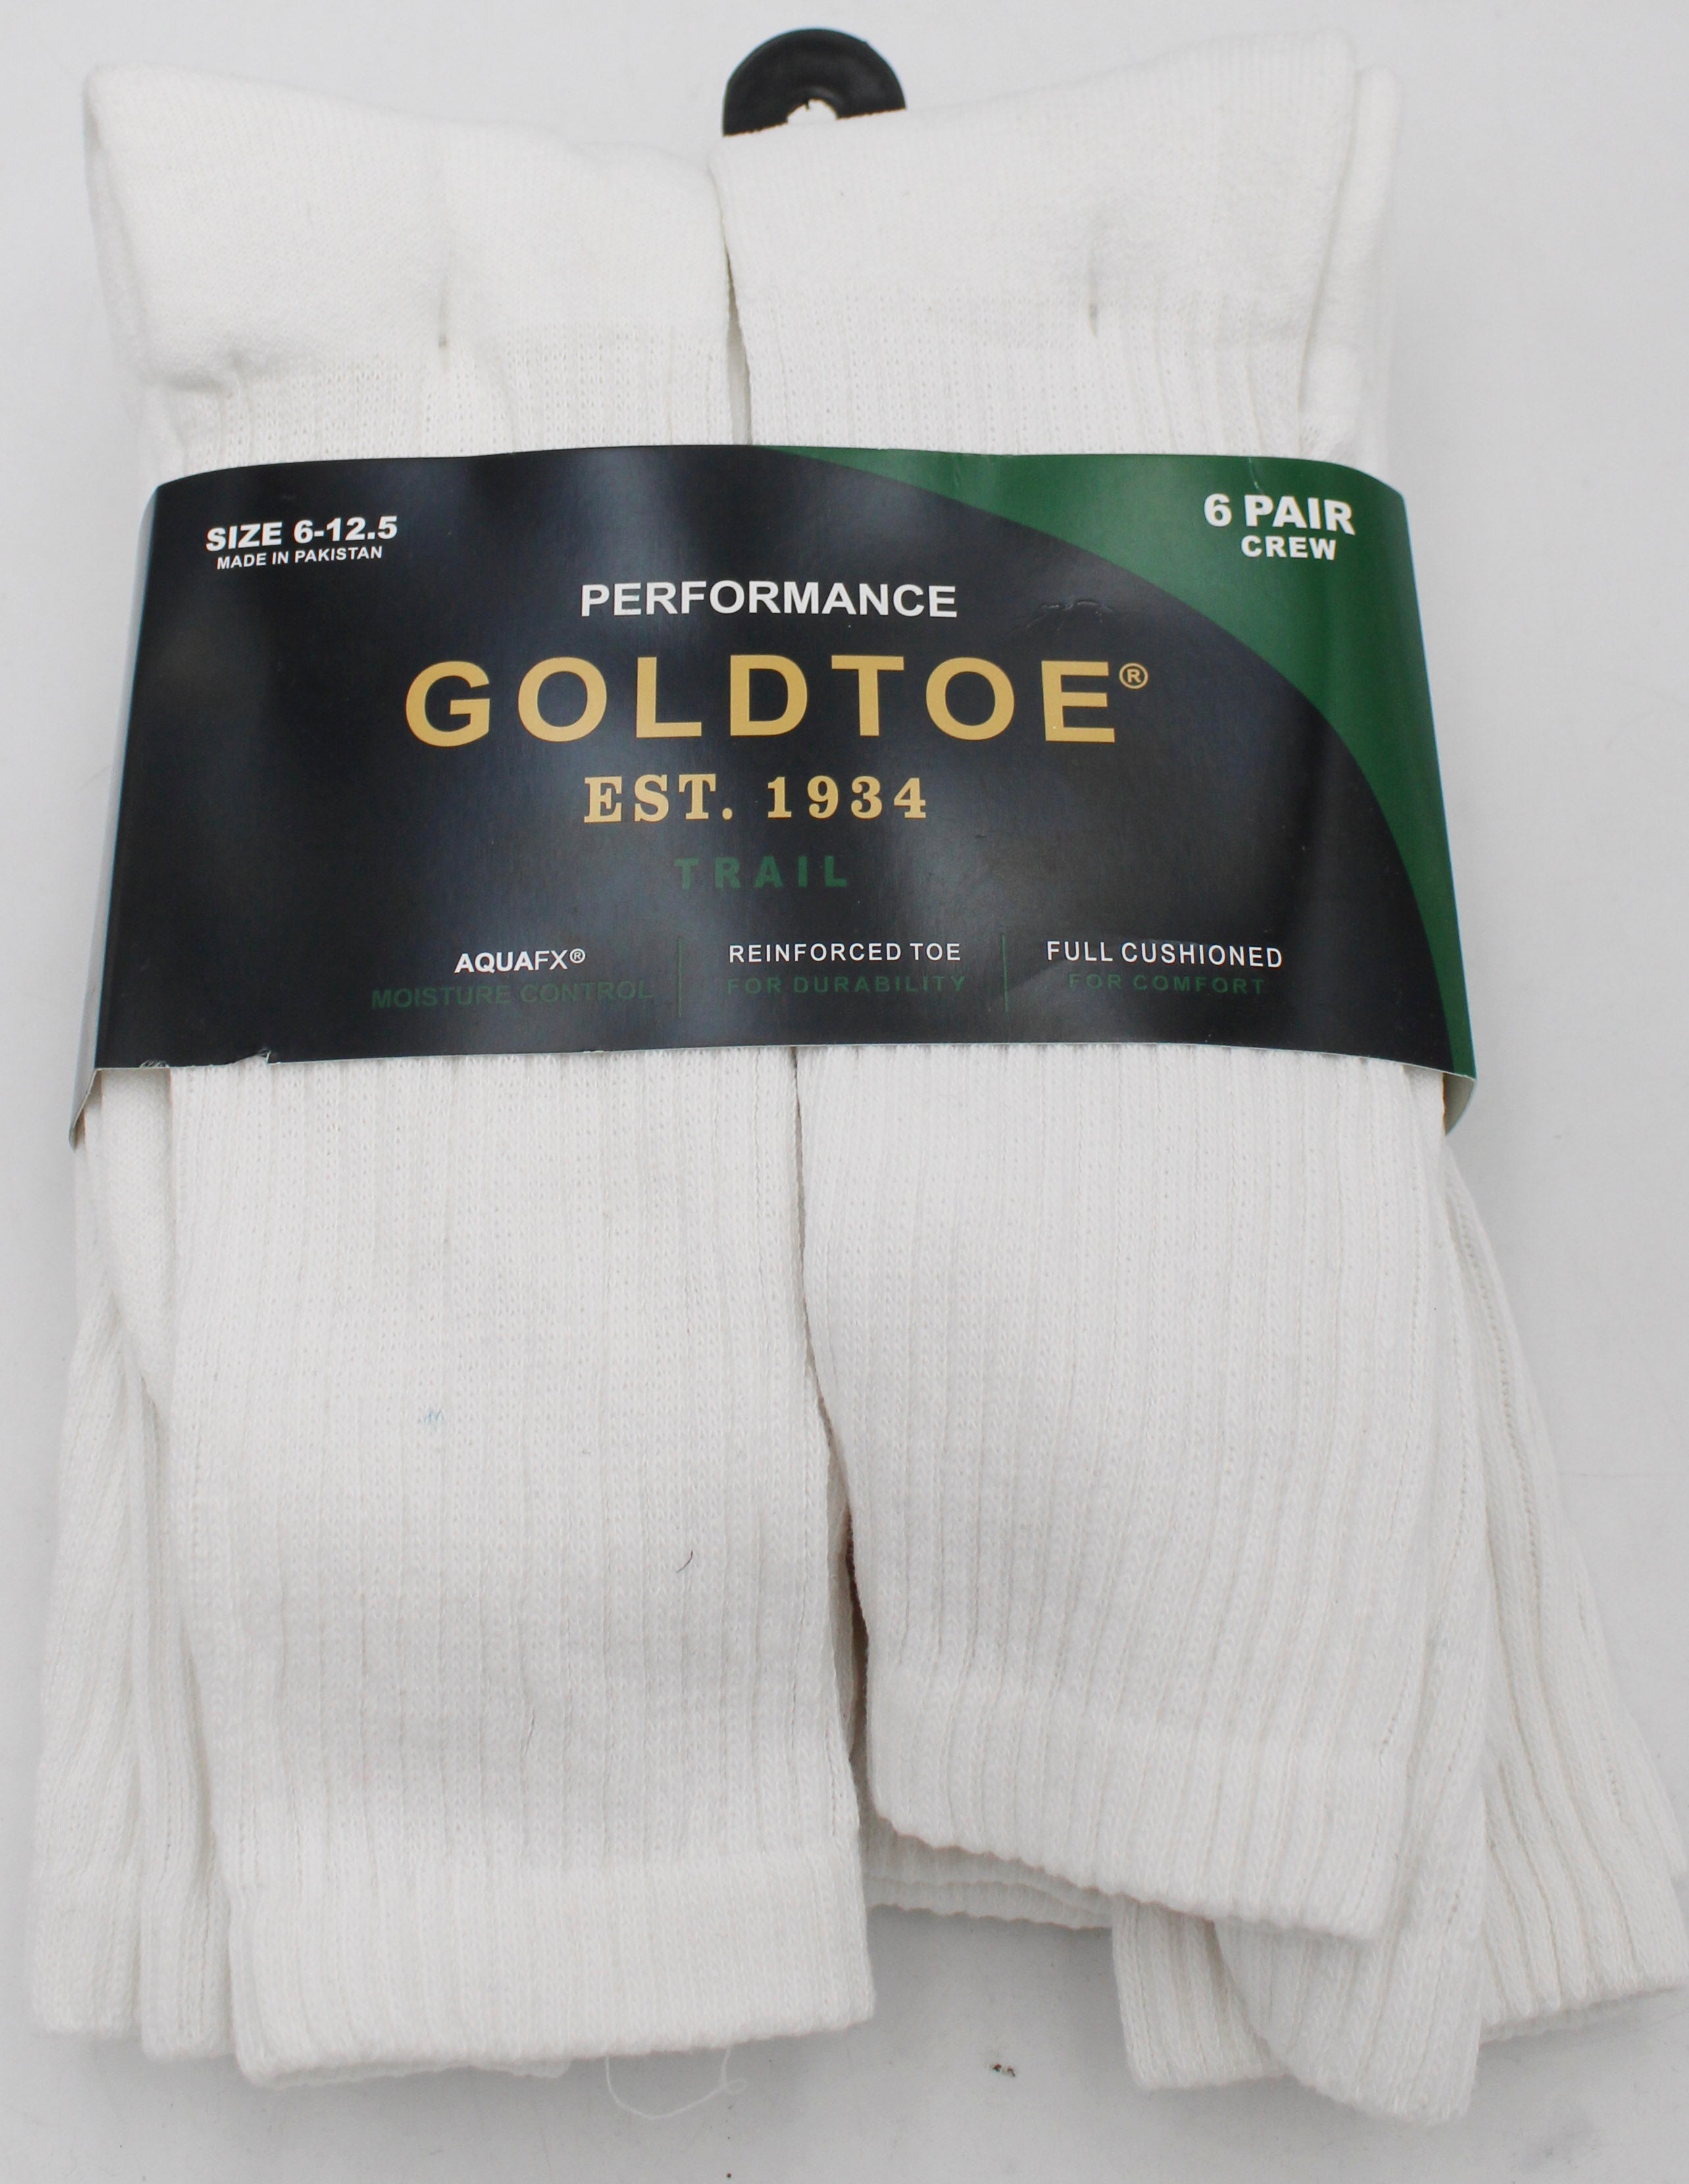 SIZE 6-12.5
MADE IN PAKISTAN
6 PAIR
CREW
PERFORMANCE
GOLDTOE®
EST. 1934
TRAIL
AQUAFX®
MOISTURE CONTROL
REINFORCED TOE
FOR DURABILITY
FULL CUSHIONED
FOR COMFORT